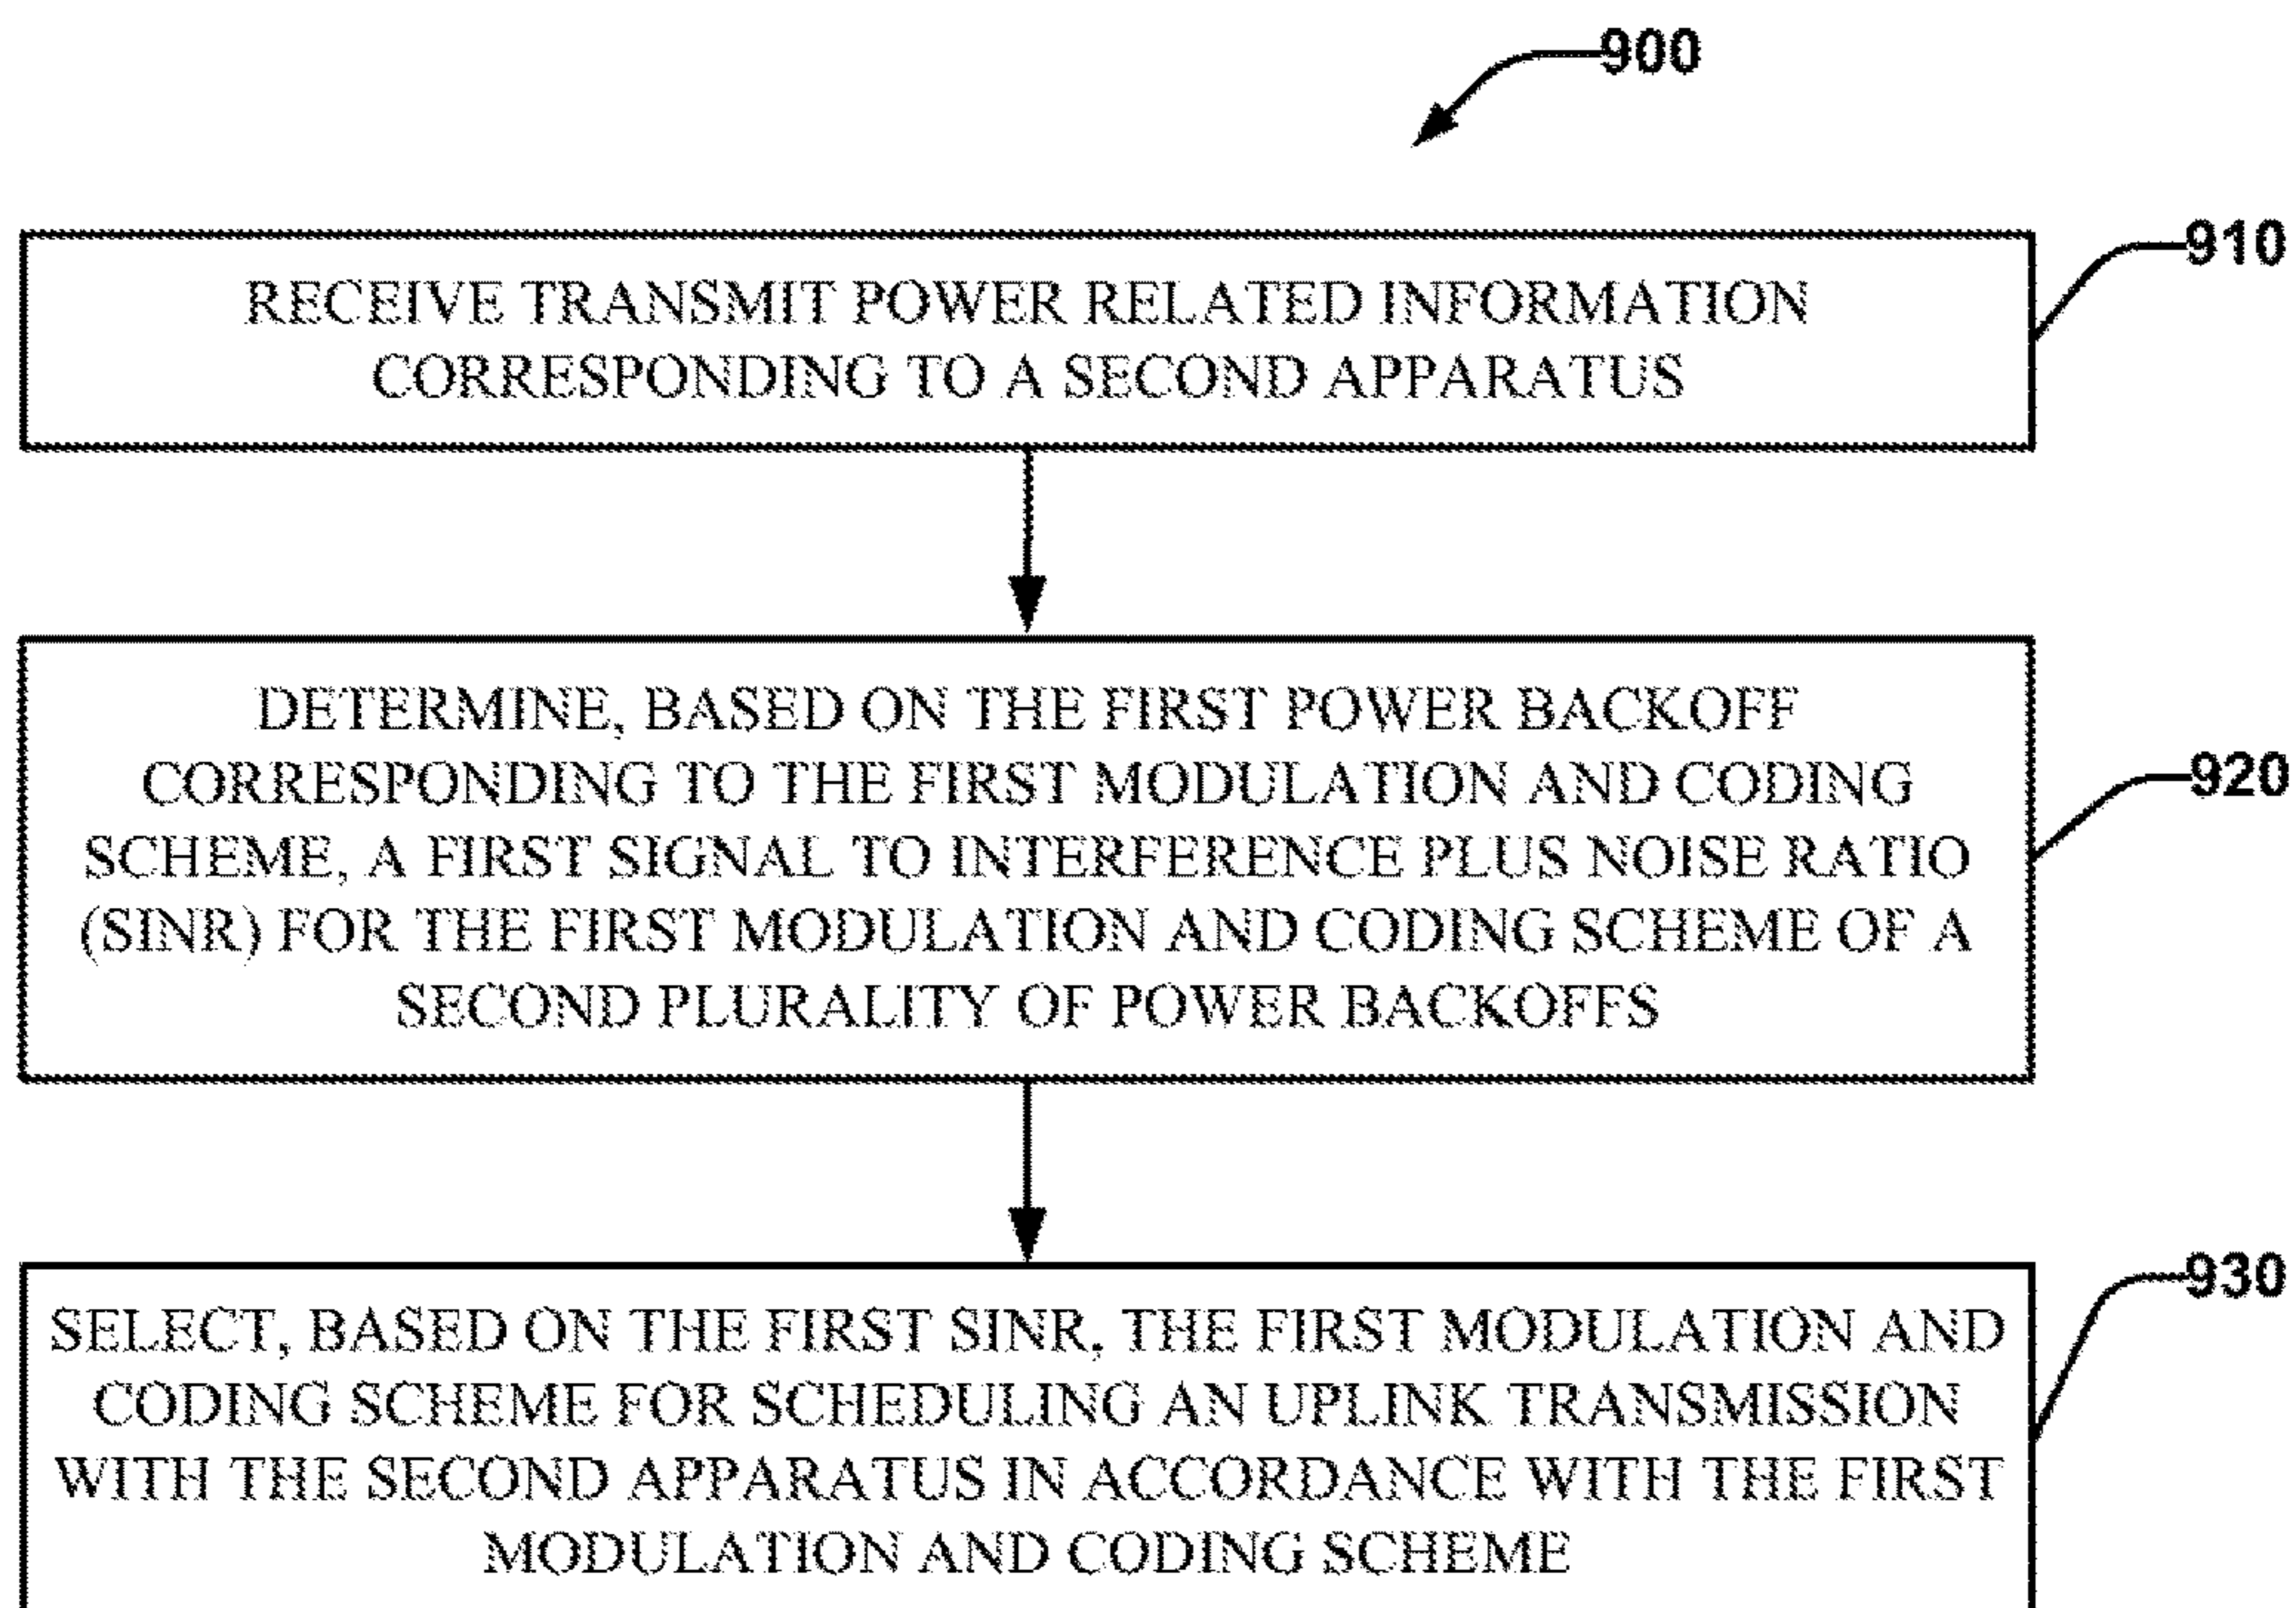 900
910
RECEIVE TRANSMIT POWER RELATED INFORMATION
CORRESPONDING TO A SECOND APPARATUS
DETERMINE, BASED ON THE FIRST POWER BACKOFF
CORRESPONDING TO THE FIRST MODULATION AND CODING
SCHEME, A FIRST SIGNAL TO INTERFERENCE PLUS NOISE RATIO
(SINR) FOR THE FIRST MODULATION AND CODING SCHEME OF A
SECOND PLURALITY OF POWER BACKOFFS
920
SELECT, BASED ON THE FIRST SINR, THE FIRST MODULATION AND
CODING SCHEME FOR SCHEDULING AN UPLINK TRANSMISSION
WITH THE SECOND APPARATUS IN ACCORDANCE WITH THE FIRST
MODULATION AND CODING SCHEME
930